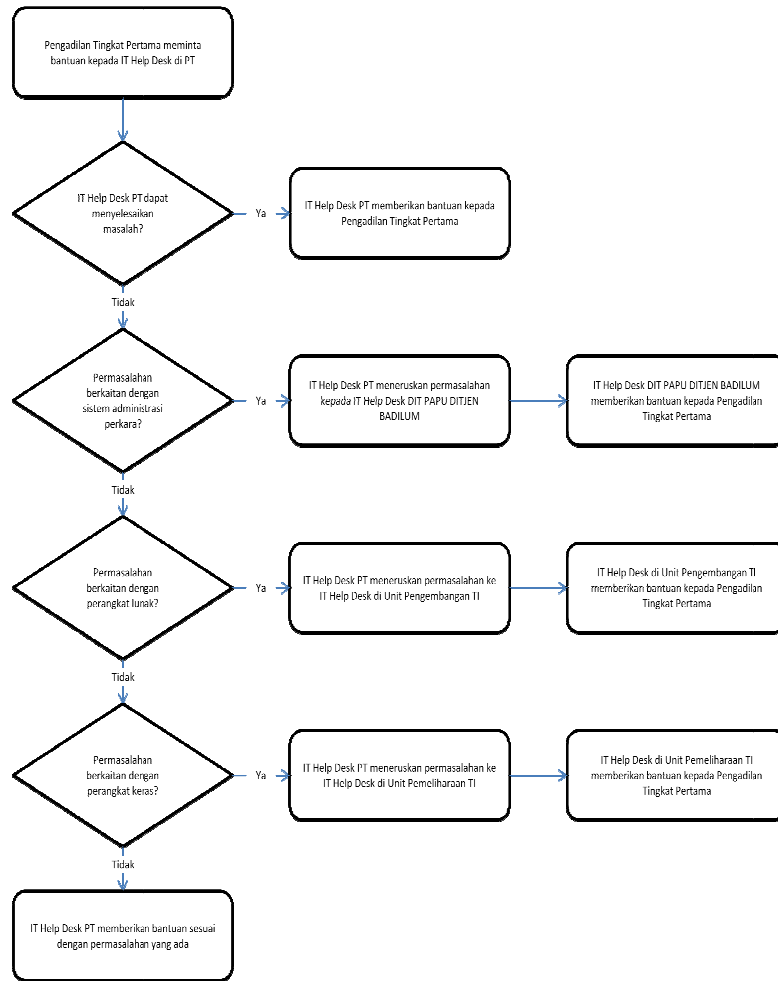 Pengadilan Tingkat Pertama meminta
bantuan kepada IT Help Desk di PT
IT Help Desk PT dapat
menyelesaikan
masalah?
Ya
IT Help Desk PT memberikan bantuan kepada
Pengadilan Tingkat Pertama
Tidak
Permasalahan
berkaitan dengan
sistem administrasi
perkara?
Ya
IT Help Desk PT meneruskan permasalahan
kepada IT Help Desk DIT PAPU DITJEN
BADILUM
IT Help Desk DIT PAPU DITJEN BADILUM
memberikan bantuan kepada Pengadilan
Tingkat Pertama
Tidak
Permasalahan
berkaitan dengan
perangkat lunak?
Ya
IT Help Desk PT meneruskan permasalahan ke
IT Help Desk di Unit Pengembangan TI
IT Help Desk di Unit Pengembangan TI
memberikan bantuan kepada Pengadilan
Tingkat Pertama
Tidak
Permasalahan
berkaitan dengan
perangkat keras?
Ya
IT Help Desk PT meneruskan permasalahan ke
IT Help Desk di Unit Pemeliharaan TI
IT Help Desk di Unit Pemeliharaan TI
memberikan bantuan kepada Pengadilan
Tingkat Pertama
Tidak
IT Help Desk PT memberikan bantuan sesuai
dengan permasalahan yang ada